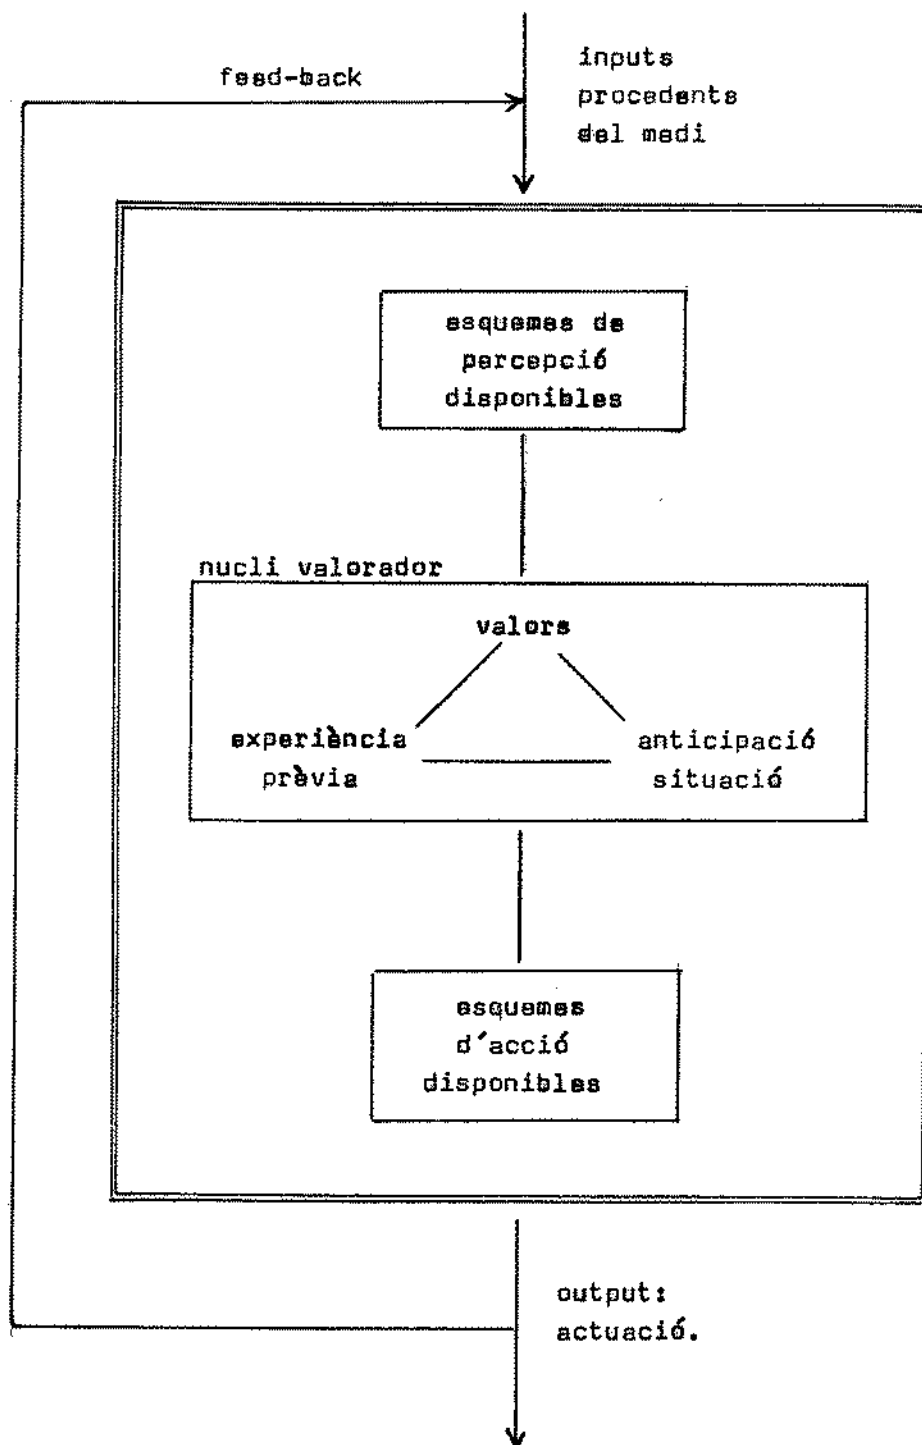 feed-back
inputs
procedents
del medi
esquemes de
percepció
disponibles
nucli valorador
valors
experiència
prèvia
anticipació
situació
esquemes
d'acció
disponibles
output:
actuació.